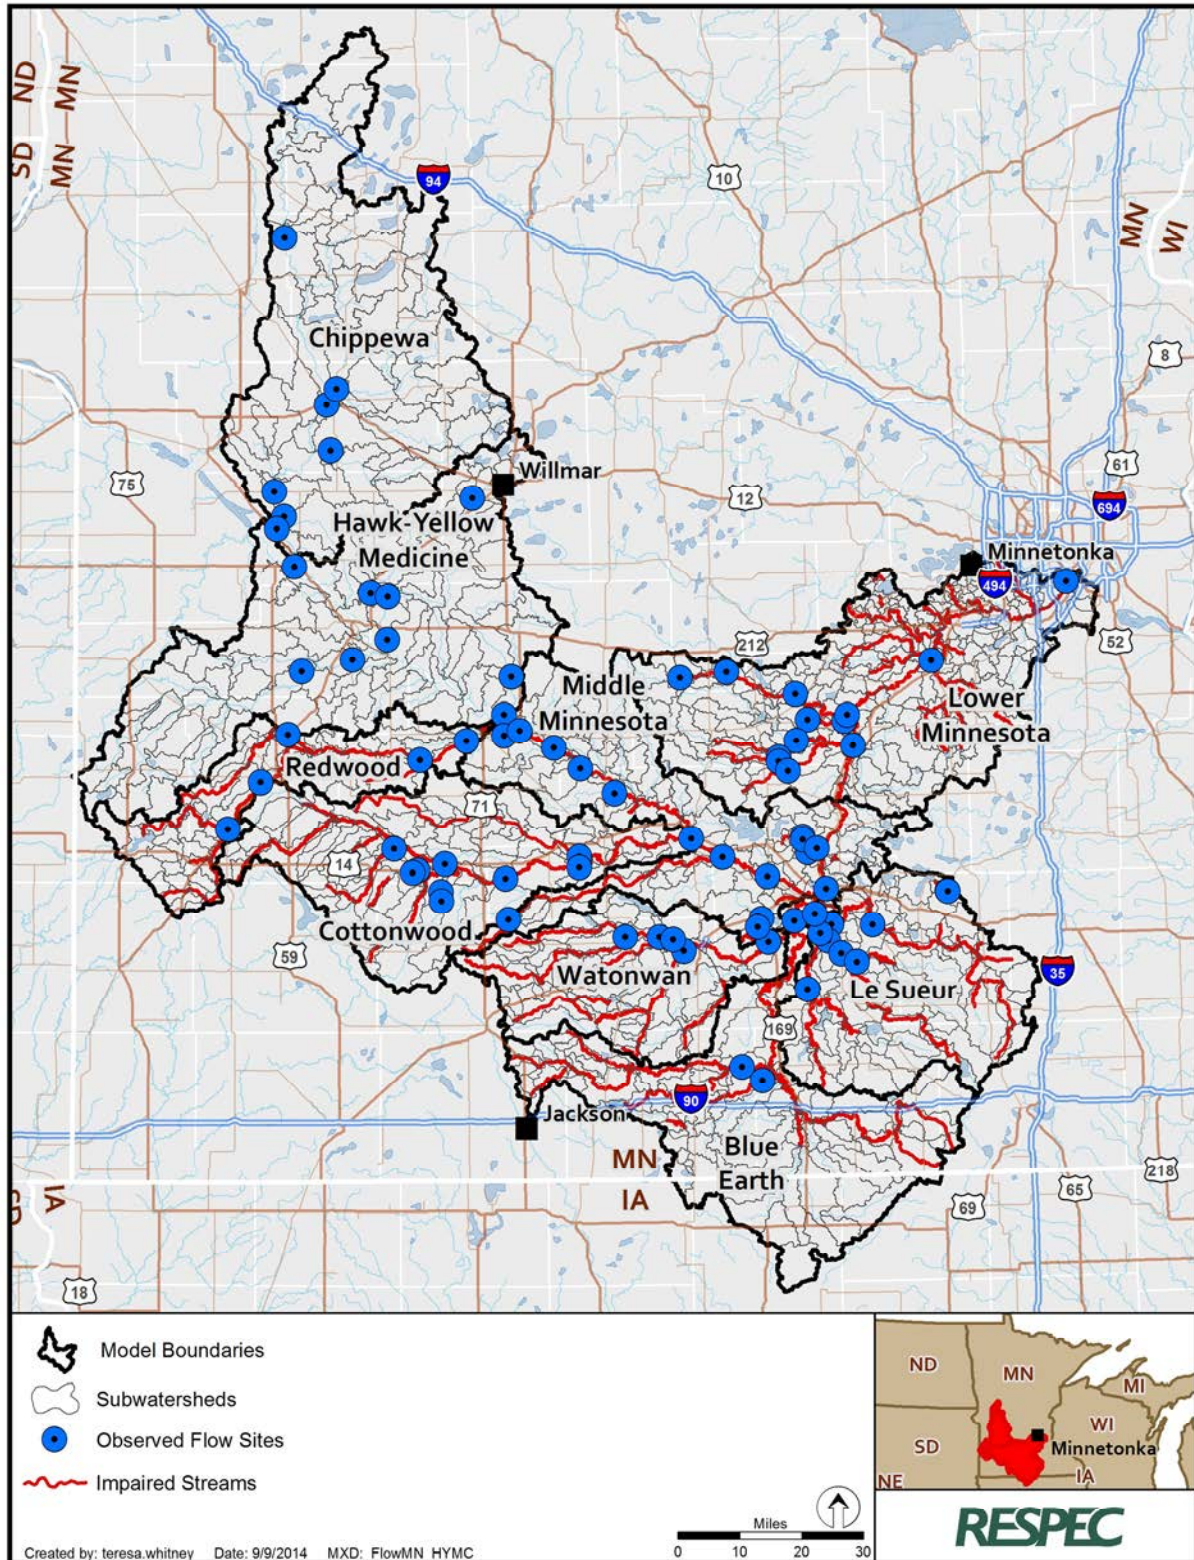 ND
SD
MN
MN
94
10
MN
WI
Chippewa
8
75
Willmar
12
61
694
Hawk-Yellow
Medicine
Minnetonka
494
52
212
Middle
Minnesota
Lower
Minnesota
Redwood
71
14
Cottonwood
59
Watonwan
Le Sueur
35
169
90
Jackson
Blue
Earth
MN
IA
IA
218
65
69
18
Model Boundaries
Subwatersheds
Observed Flow Sites
Impaired Streams
Miles
0 10 20 30
Created by: teresa.whitney Date: 9/9/2014 MXD: FlowMN_HYMC
ND
MN
MI
WI
SD
Minnetonka
NE
IA
RESPEC